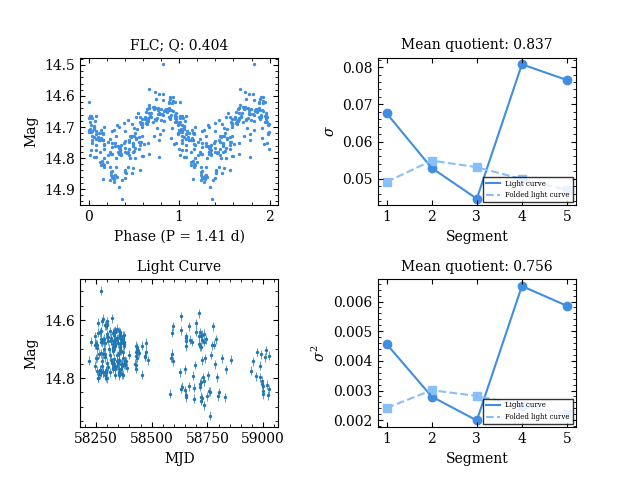 FLC; Q: 0.404
14.5
14.6
14.7
14.8
14.9
Mag
0
1
2
Phase (P = 1.41 d)
Mean quotient: 0.837
0.08
0.07
0.06
0.05
σ
Light curve
Folded light curve
1
2
3
4
5
Segment
Light Curve
14.6
14.8
Mag
58250
58500
58750
59000
MJD
Mean quotient: 0.756
0.006
0.005
0.004
0.003
0.002
σ²
Light curve
Folded light curve
1
2
3
4
5
Segment